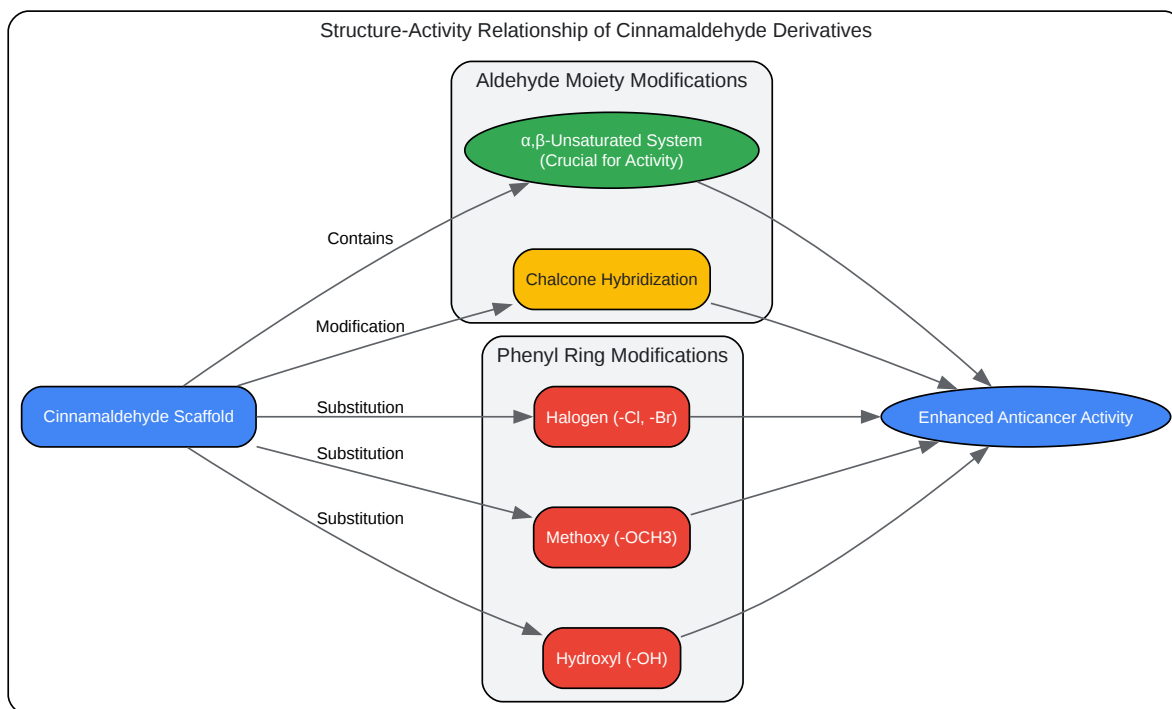 Structure-Activity Relationship of Cinnamaldehyde Derivatives
Aldehyde Moiety Modifications
α,β-Unsaturated System
(Crucial for Activity)
Contains
Chalcone Hybridization
Modification
Phenyl Ring Modifications
Cinnamaldehyde Scaffold
Substitution
Halogen (-Cl, -Br)
Enhanced Anticancer Activity
Substitution
Methoxy (-OCH3)
Substitution
Hydroxyl (-OH)